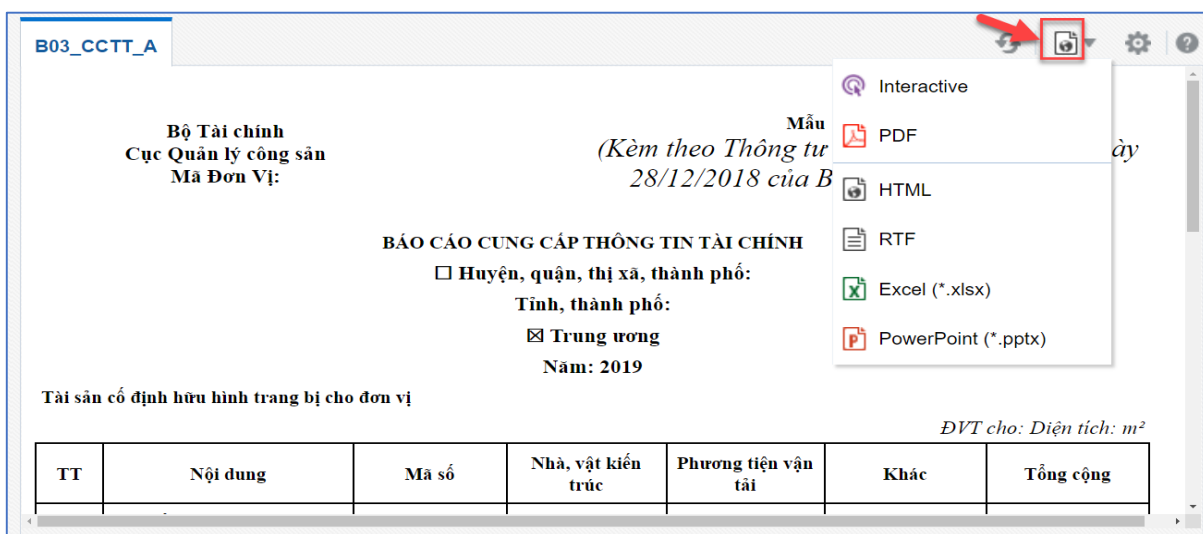 B03_CCTT_A
Interactive
PDF
HTML
RTF
Excel (*.xlsx)
PowerPoint (*.pptx)
Bộ Tài chính
Cục Quản lý công sản
Mã Đơn Vị:
Mẫu
(Kèm theo Thông tư ày
28/12/2018 của B
BÁO CÁO CUNG CẤP THÔNG TIN TÀI CHÍNH
☐ Huyện, quận, thị xã, thành phố:
Tỉnh, thành phố:
☒ Trung ương
Năm: 2019
Tài sản cố định hữu hình trang bị cho đơn vị
ĐVT cho: Diện tích: m²
TT Nội dung Mã số Nhà, vật kiến trúc Phương tiện vận tải Khác Tổng cộng